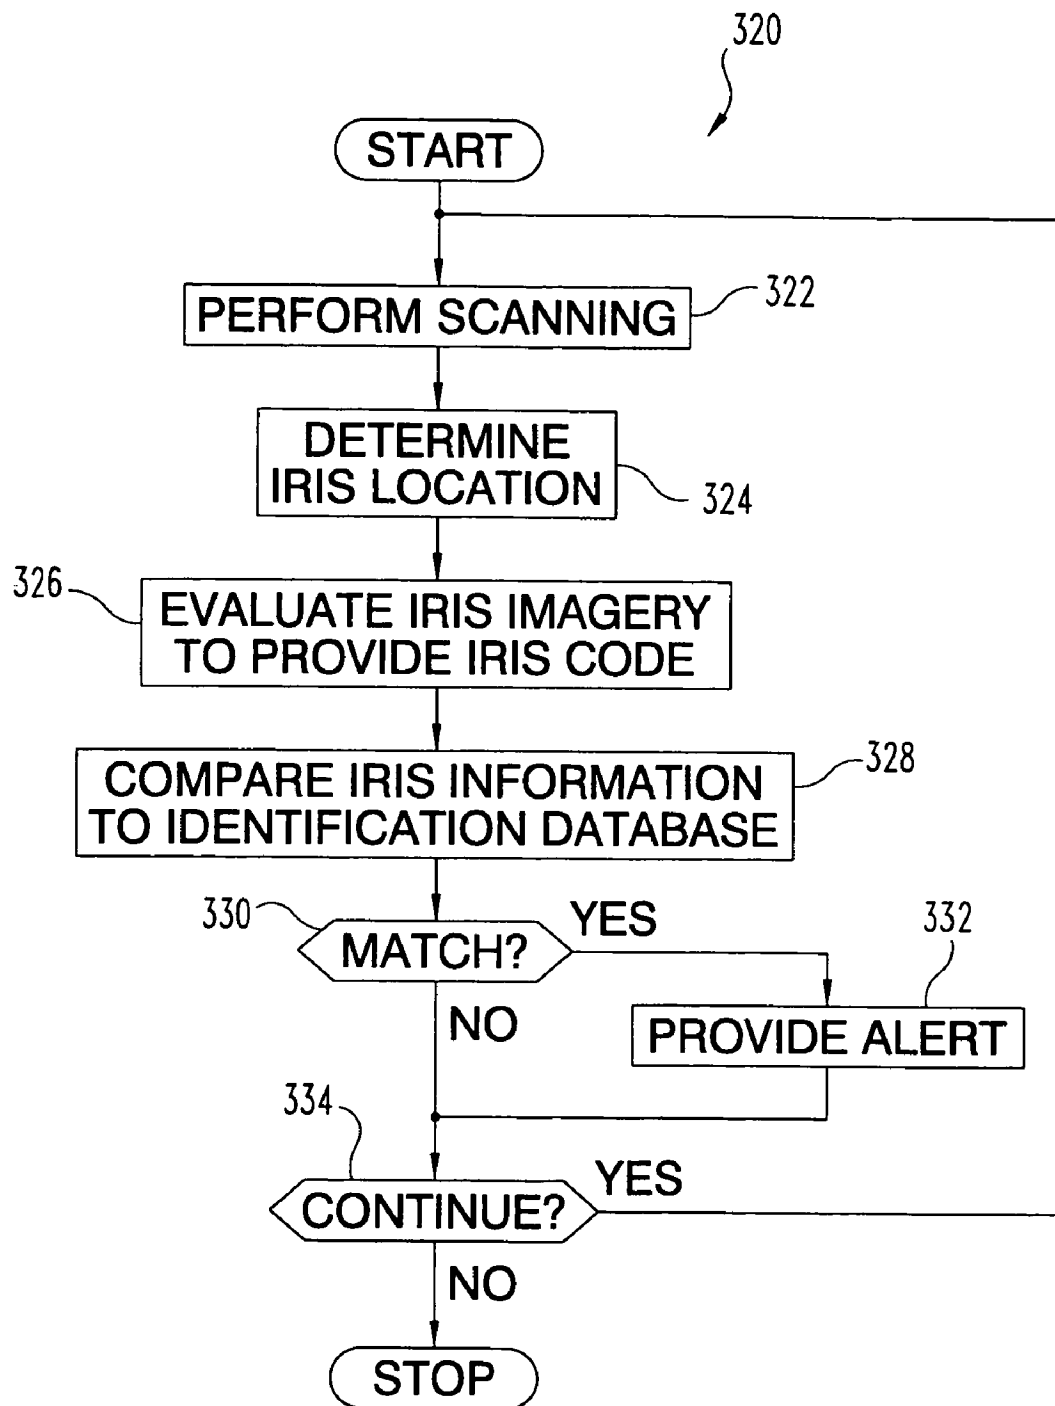 320
START
PERFORM SCANNING
322
DETERMINE
IRIS LOCATION
324
326
EVALUATE IRIS IMAGERY
TO PROVIDE IRIS CODE
COMPARE IRIS INFORMATION
TO IDENTIFICATION DATABASE
328
330
MATCH?
YES
NO
332
PROVIDE ALERT
334
CONTINUE?
YES
NO
STOP